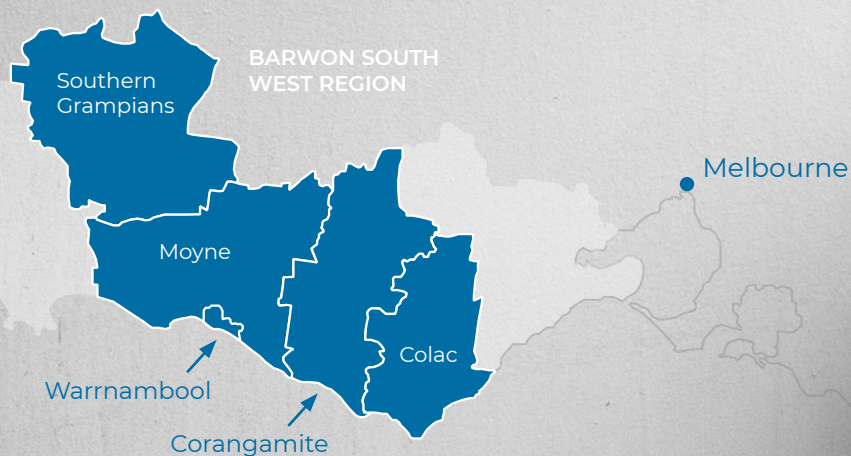 BARWON SOUTH
WEST REGION
Southern
Grampians
Melbourne
Moyne
Colac
Warrnambool
Corangamite